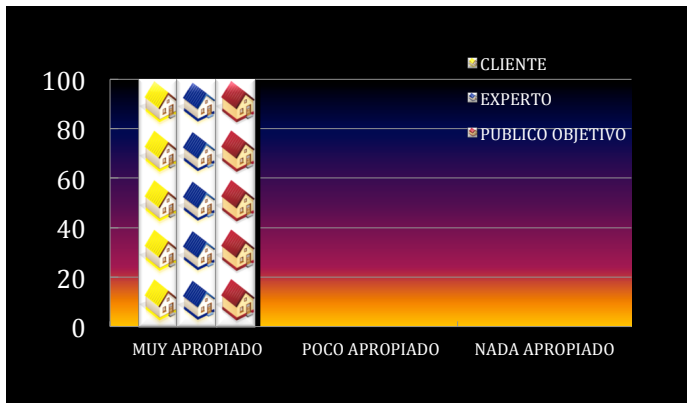 CLIENTE
EXPERTO
PUBLICO OBJETIVO
100
80
60
40
20
0
MUY APROPIADO POCO APROPIADO NADA APROPIADO